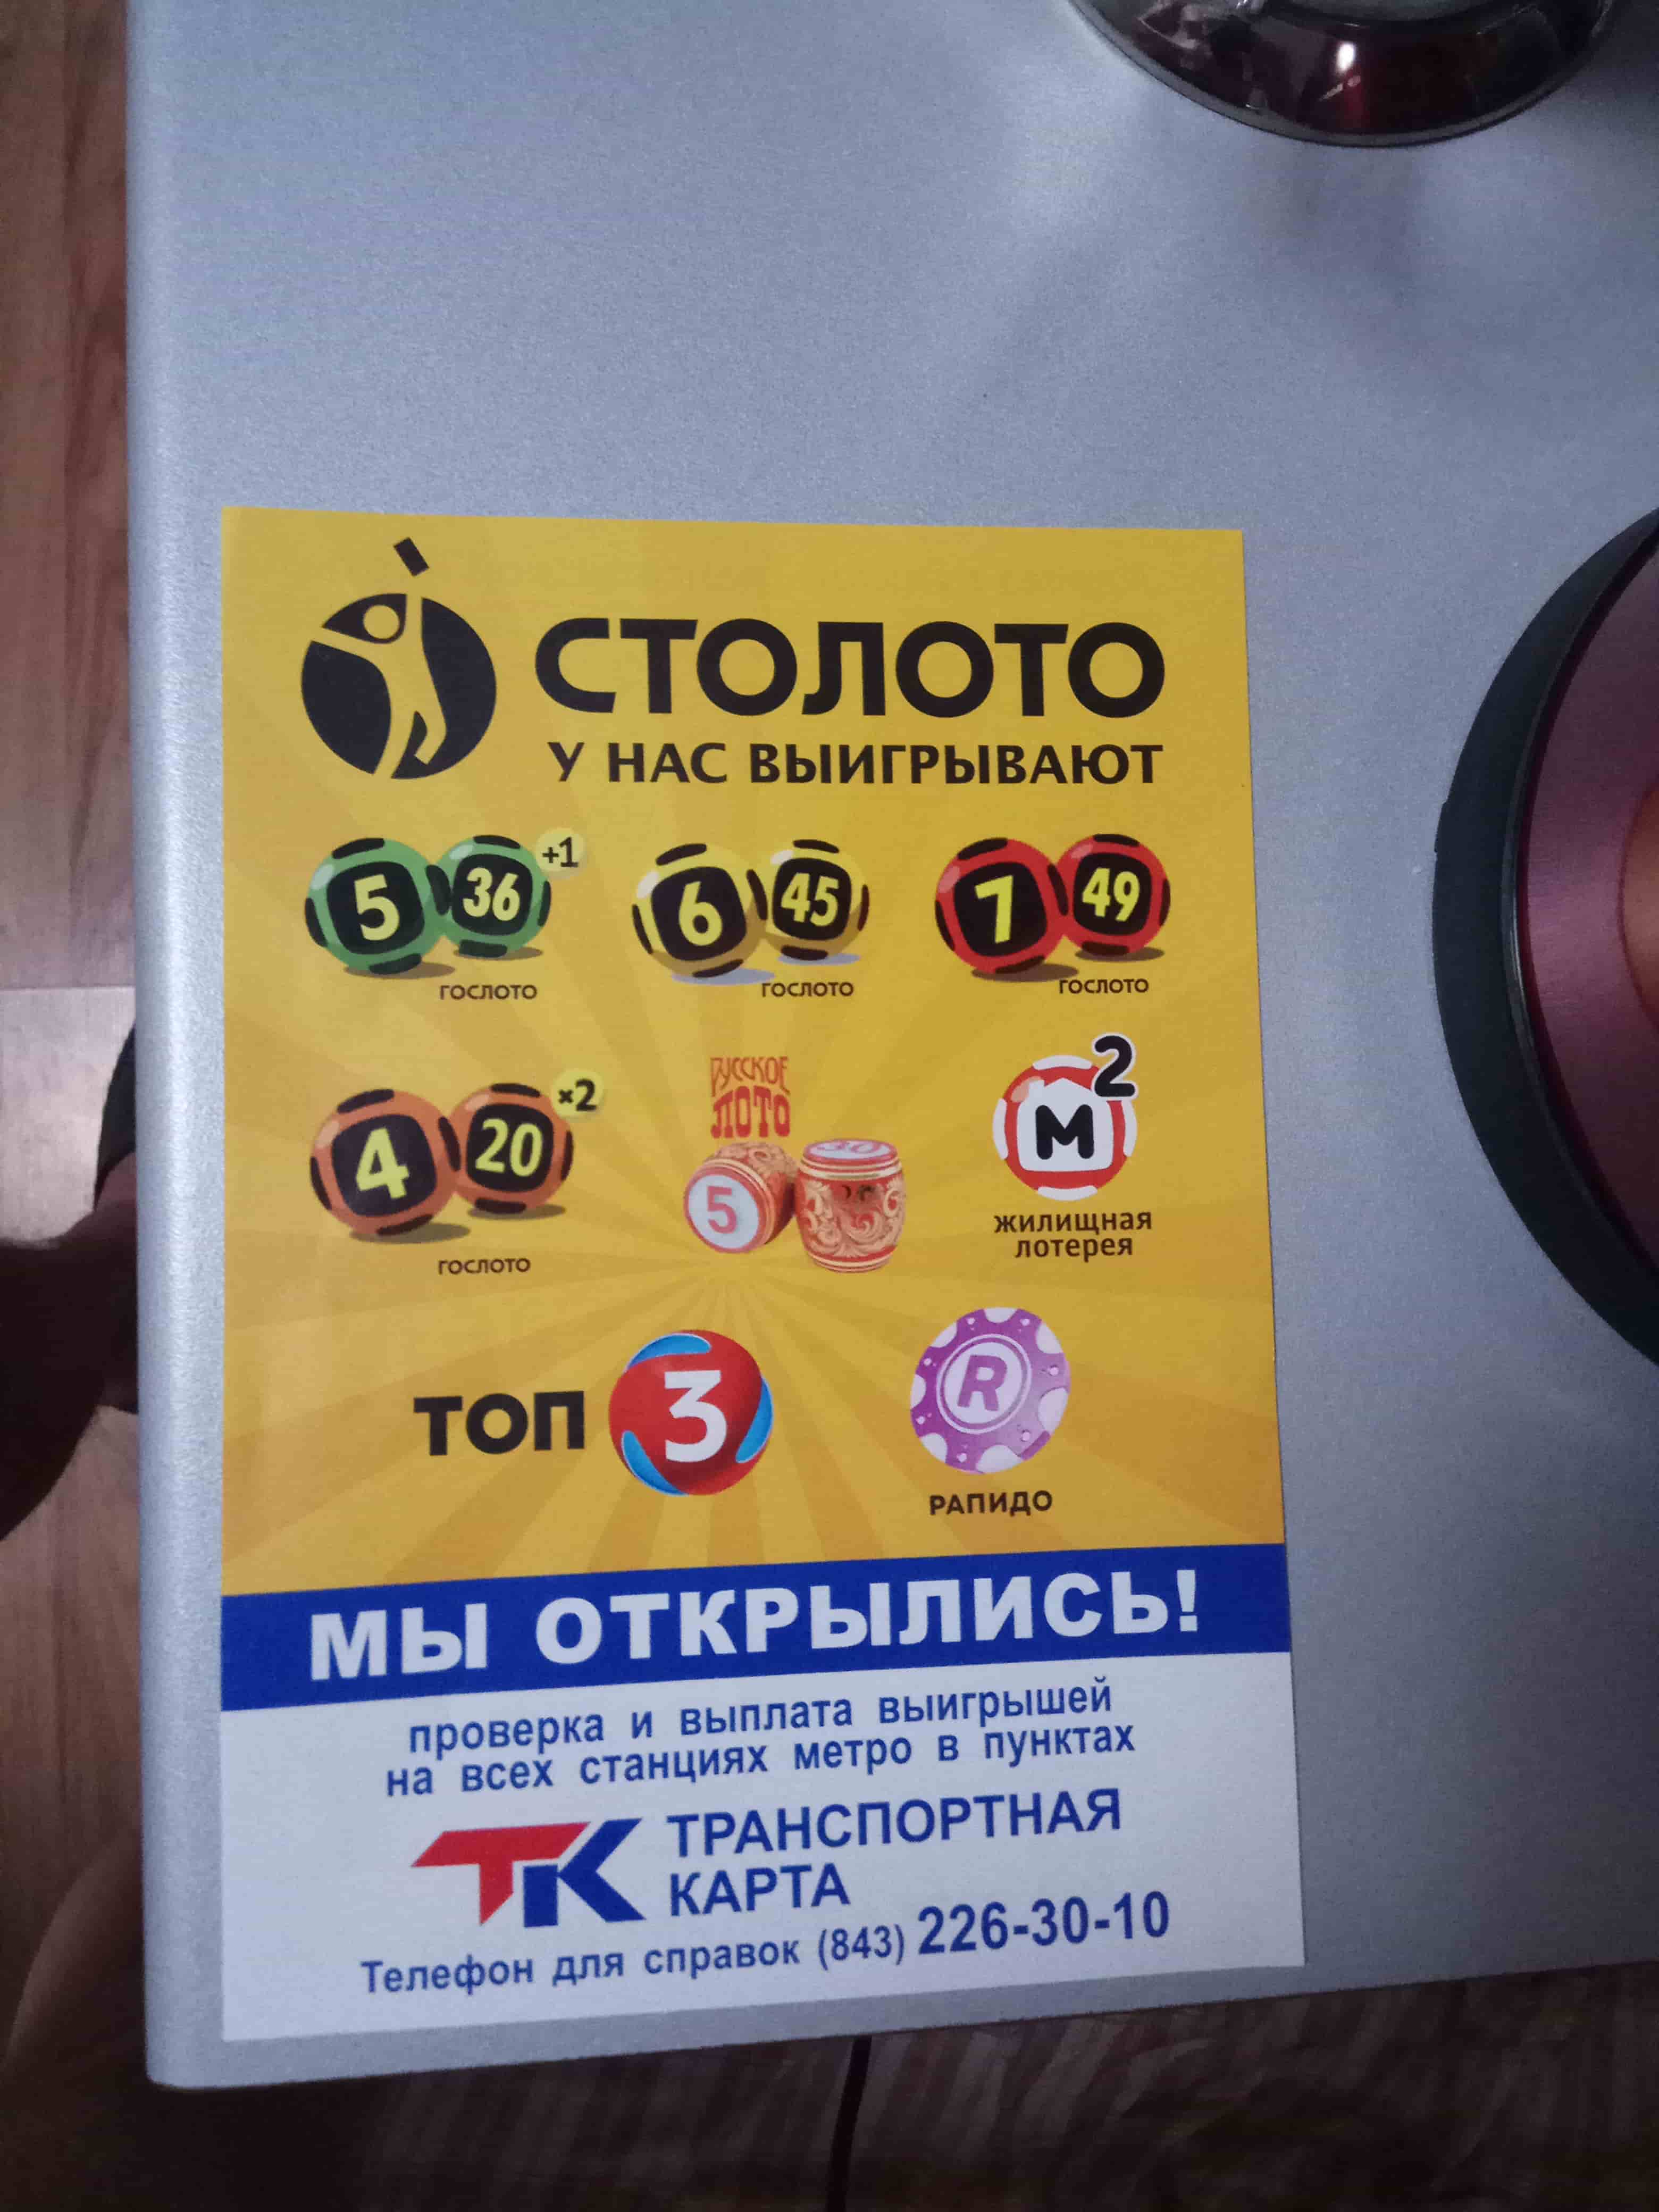 СТОЛОТО
У НАС ВЫИГРЫВАЮТ
5 36 +1
ГОСЛОТО
6 45
ГОСЛОТО
7 49
ГОСЛОТО
4 20 ×2
ГОСЛОТО
РУССКОЕ
ЛОТО
5 30
М2
ЖИЛИЩНАЯ
ЛОТЕРЕЯ
ТОП 3
R
РАПИДО
МЫ ОТКРЫЛИСЬ!
проверка и выплата выигрышей
на всех станциях метро в пунктах
ТК ТРАНСПОРТНАЯ
КАРТА
Телефон для справок (843) 226-30-10